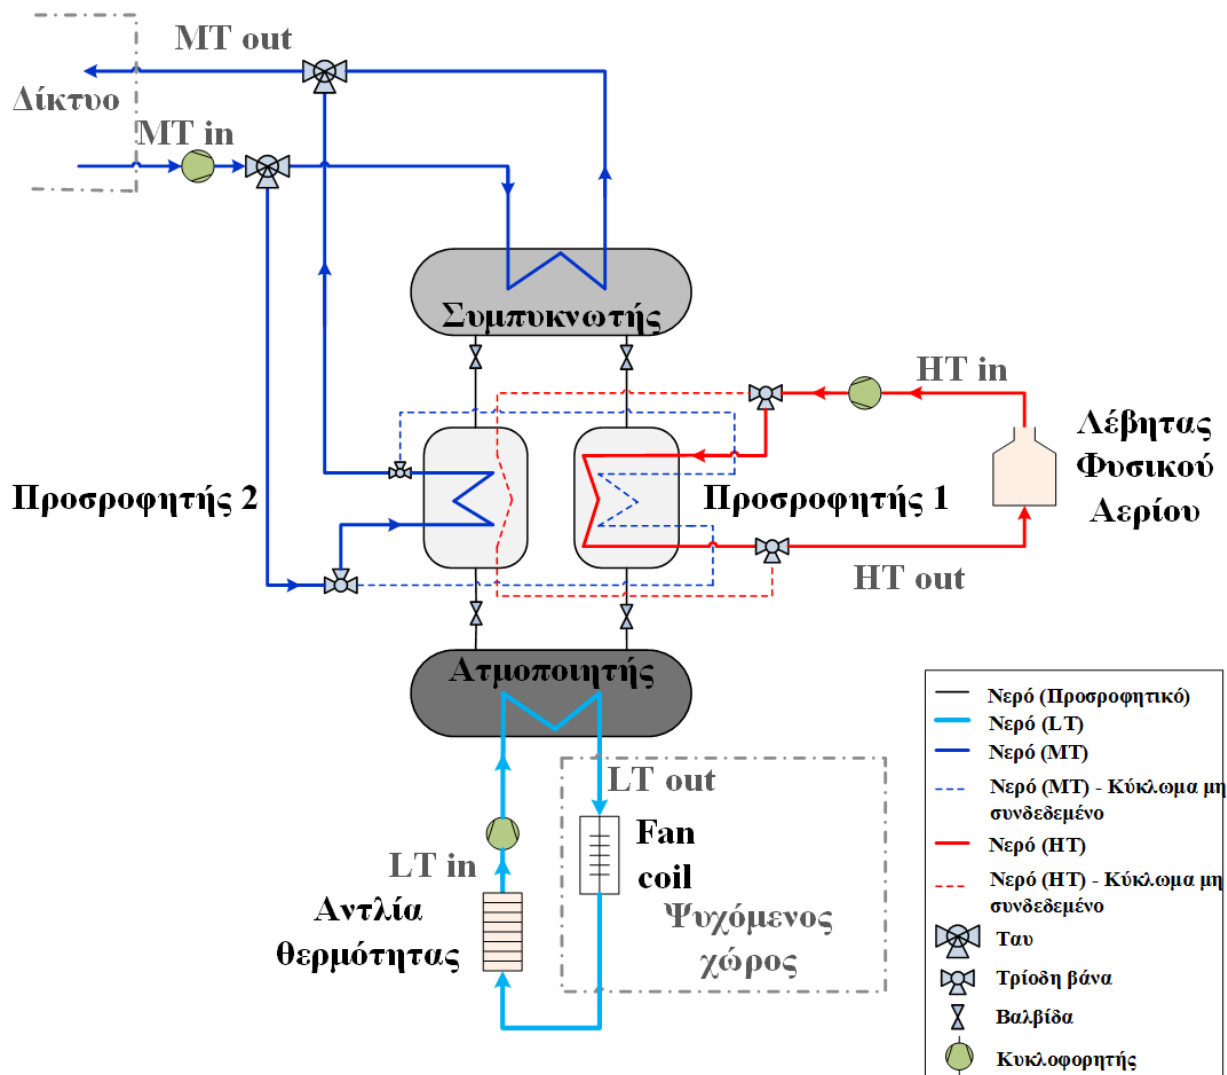 MT out
Δίκτυο
MT in
Συμπυκνωτής
HT in
Λέβητας
Φυσικού
Αερίου
Προσροφητής 2
Προσροφητής 1
HT out
Ατμοποιητής
LT out
Fan
coil
LT in
Αντλία
θερμότητας
Ψυχόμενος
χώρος
Νερό (Προσροφητικό)
Νερό (LT)
Νερό (MT)
Νερό (MT) - Κύκλωμα μη
συνδεδεμένο
Νερό (HT)
Νερό (HT) - Κύκλωμα μη
συνδεδεμένο
Ταυ
Τρίοδη βάνα
Βαλβίδα
Κυκλοφορητής